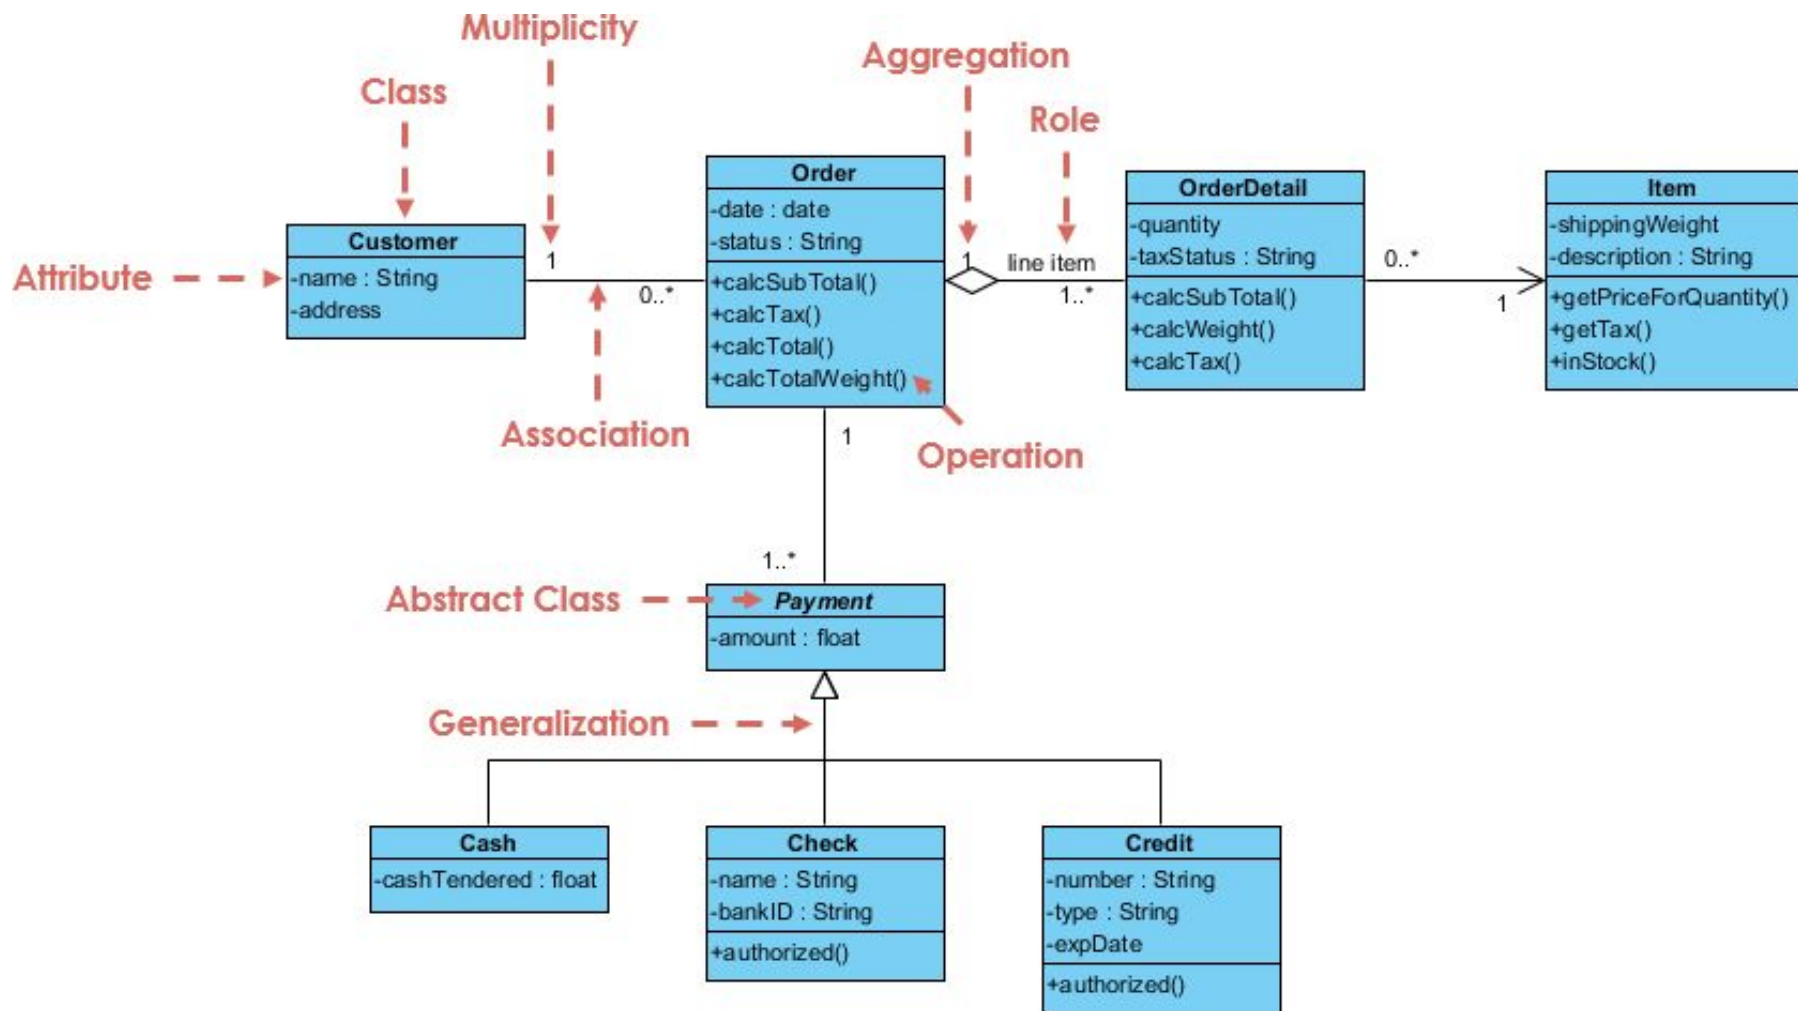 Multiplicity
Aggregation
Class
Role
Attribute
Customer
-name : String
-address
1
0..*
Association
Order
-date : date
-status : String
+calcSubTotal()
+calcTax()
+calcTotal()
+calcTotalWeight()
Operation
1
line item
1..*
OrderDetail
-quantity
-taxStatus : String
+calcSubTotal()
+calcWeight()
+calcTax()
0..*
1
Item
-shippingWeight
-description : String
+getPriceForQuantity()
+getTax()
+inStock()
1
1..*
Abstract Class
Payment
-amount : float
Generalization
Cash
-cashTendered : float
Check
-name : String
-bankID : String
+authorized()
Credit
-number : String
-type : String
-expDate
+authorized()